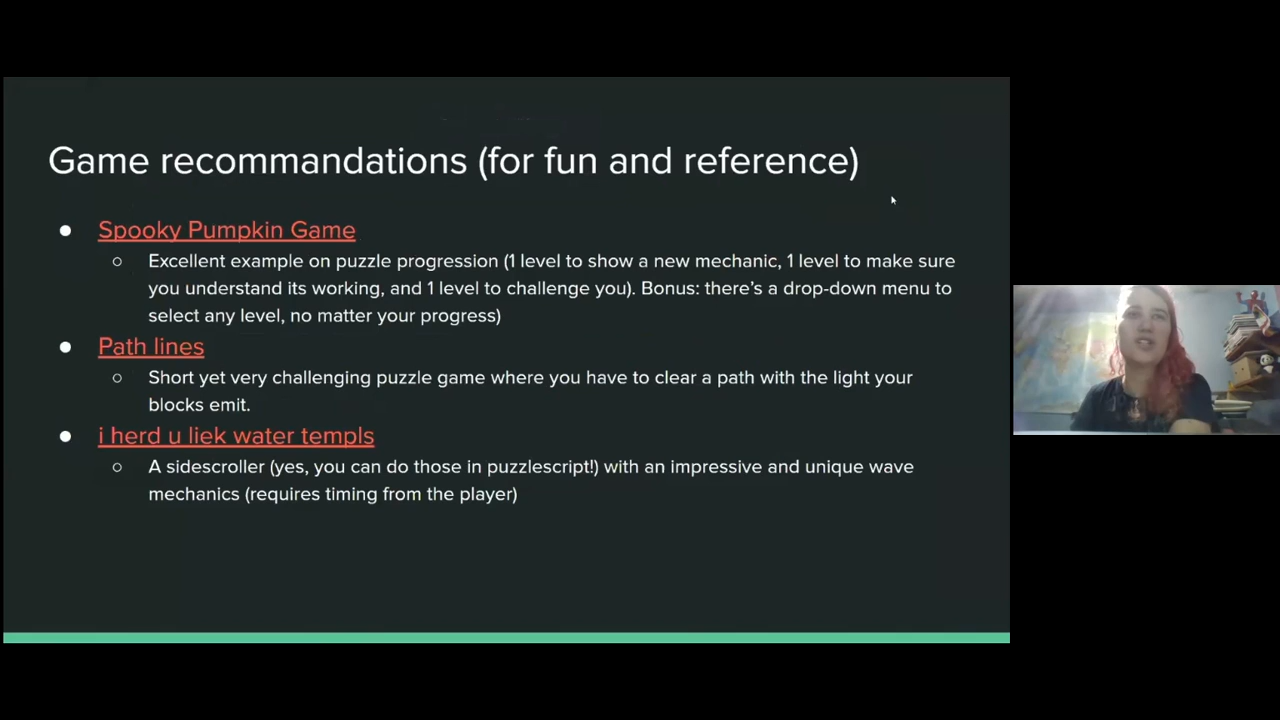 Game recommandations (for fun and reference)
● Spooky Pumpkin Game
○ Excellent example on puzzle progression (1 level to show a new mechanic, 1 level to make sure
you understand its working, and 1 level to challenge you). Bonus: there's a drop-down menu to
select any level, no matter your progress)
● Path lines
○ Short yet very challenging puzzle game where you have to clear a path with the light your
blocks emit.
● i herd u liek water templs
○ A sidescroller (yes, you can do those in puzzlescript!) with an impressive and unique wave
mechanics (requires timing from the player)